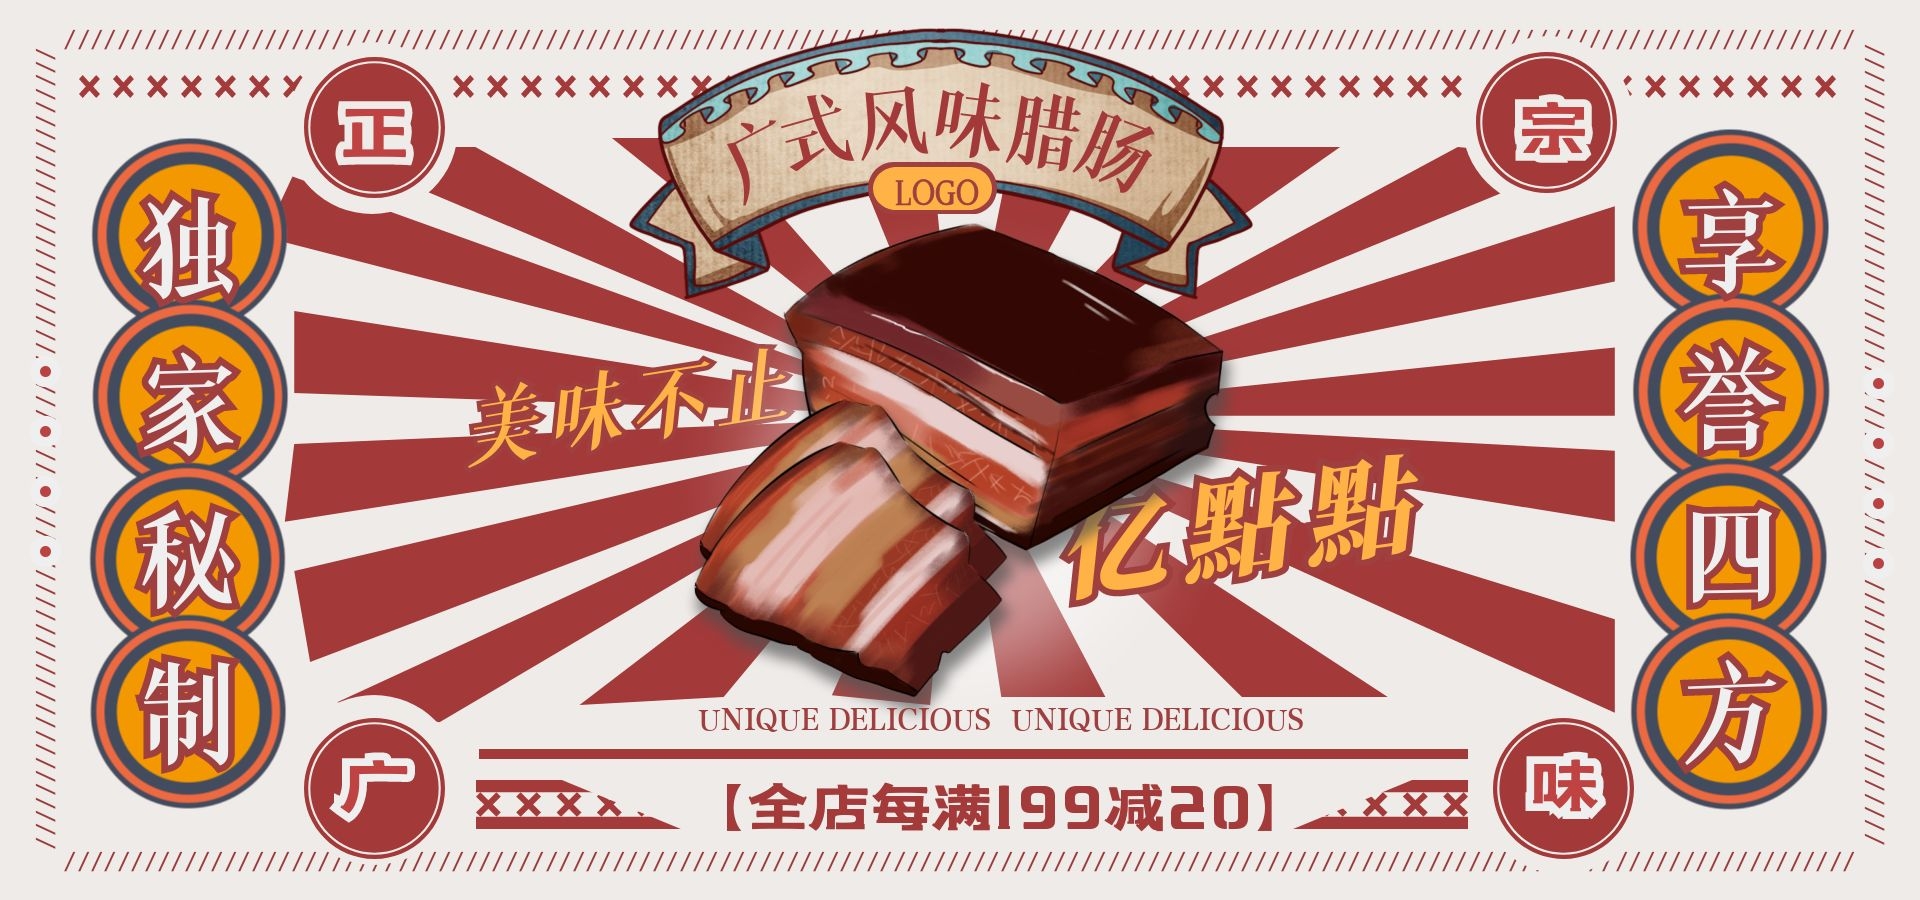 广式风味腊肠
LOGO
正
宗
广
味
独家秘制
享誉四方
美味不止
亿點點
UNIQUE DELICIOUS UNIQUE DELICIOUS
【全店每满199减20】